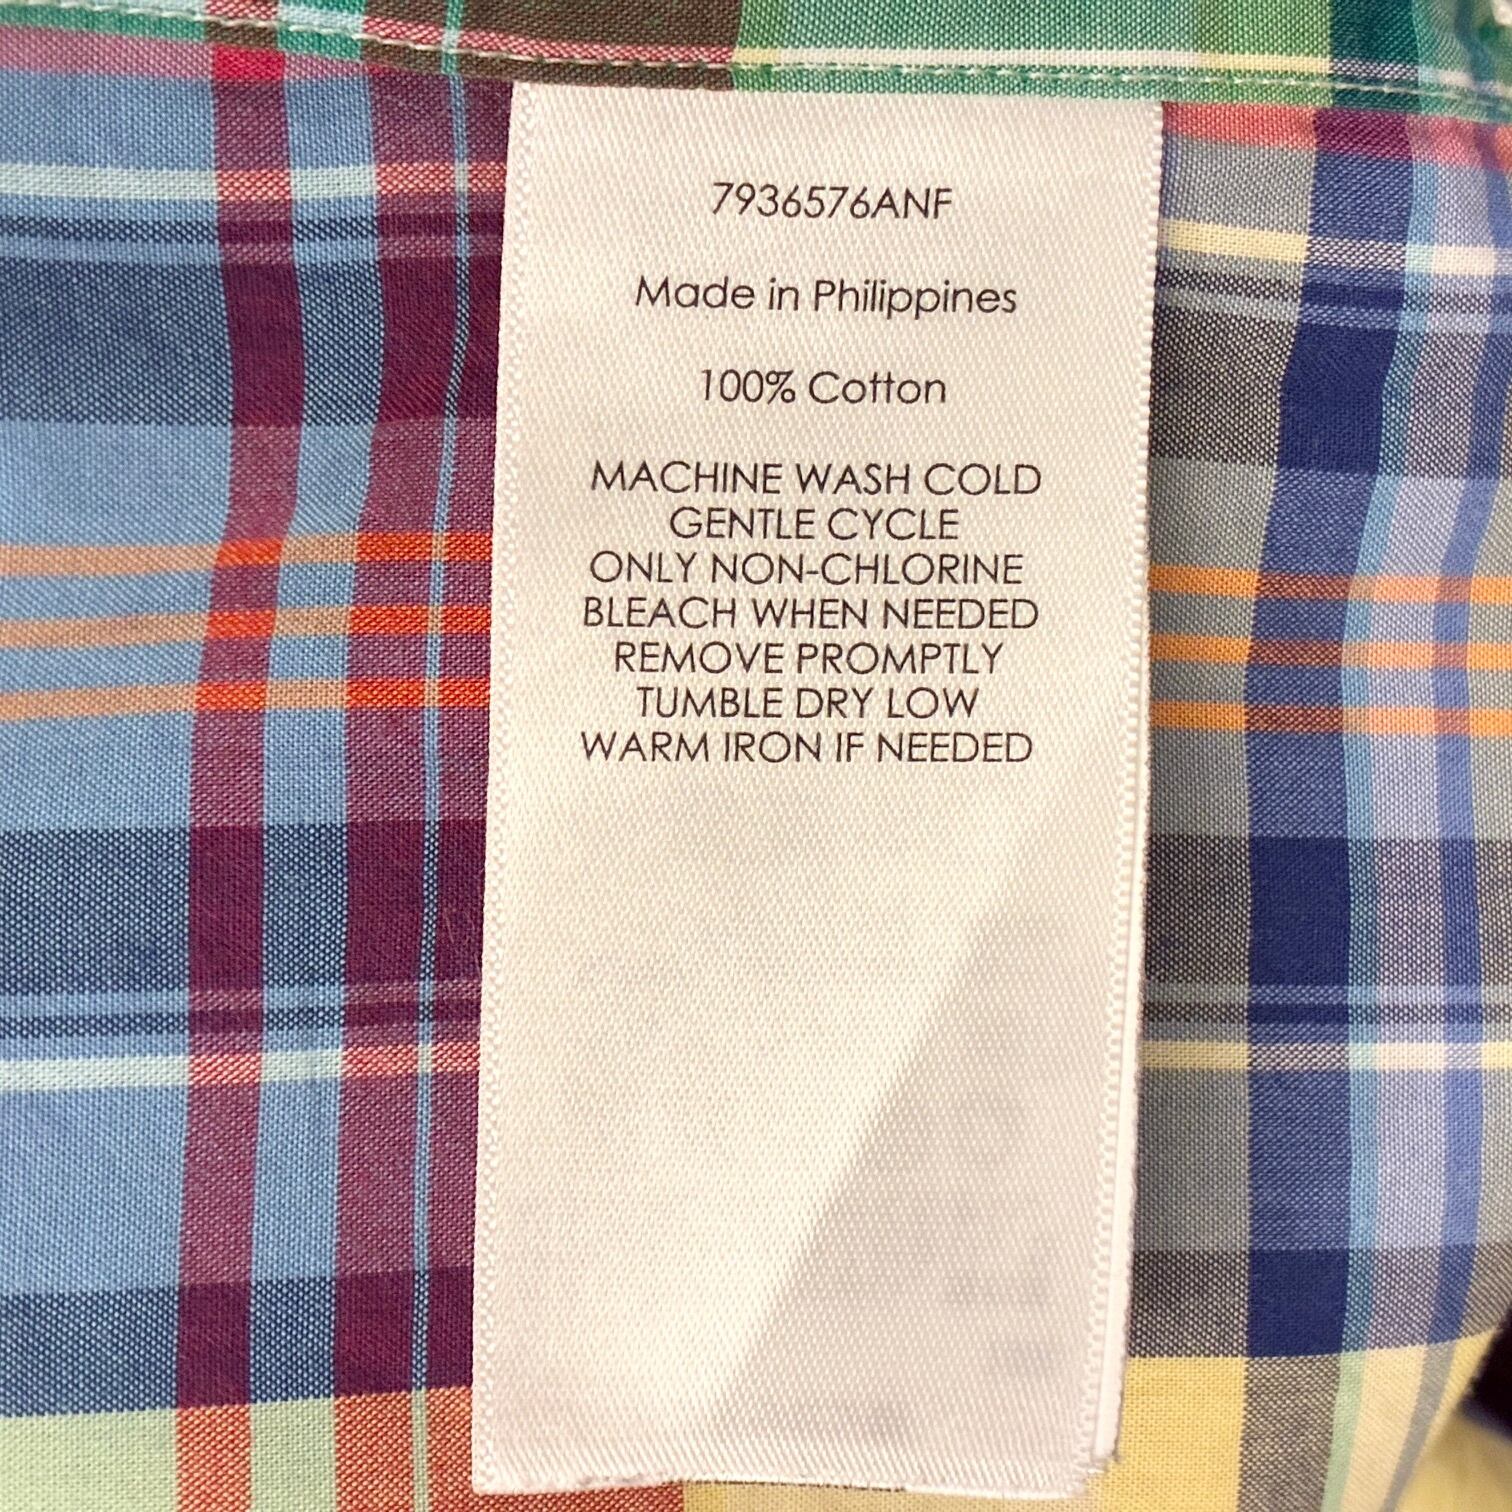 7936576ANF
Made in Philippines
100% Cotton
MACHINE WASH COLD
GENTLE CYCLE
ONLY NON-CHLORINE
BLEACH WHEN NEEDED
REMOVE PROMPTLY
TUMBLE DRY LOW
WARM IRON IF NEEDED